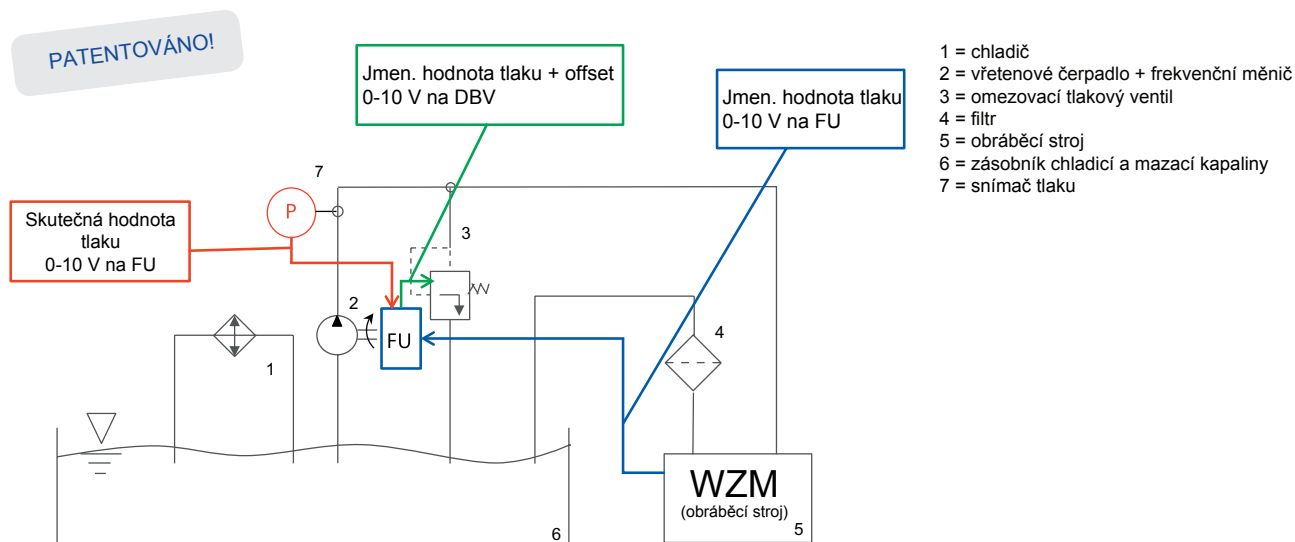 PATENTOVÁNO!
Jmen. hodnota tlaku + offset
0-10 V na DBV
Jmen. hodnota tlaku
0-10 V na FU
1 = chladič
2 = vřetenové čerpadlo + frekvenční měnič
3 = omezovací tlakový ventil
4 = filtr
5 = obráběcí stroj
6 = zásobník chladicí a mazací kapaliny
7 = snímač tlaku
7
P
Skutečná hodnota
tlaku
0-10 V na FU
3
2
FU
4
1
WZM
(obráběcí stroj)
5
6